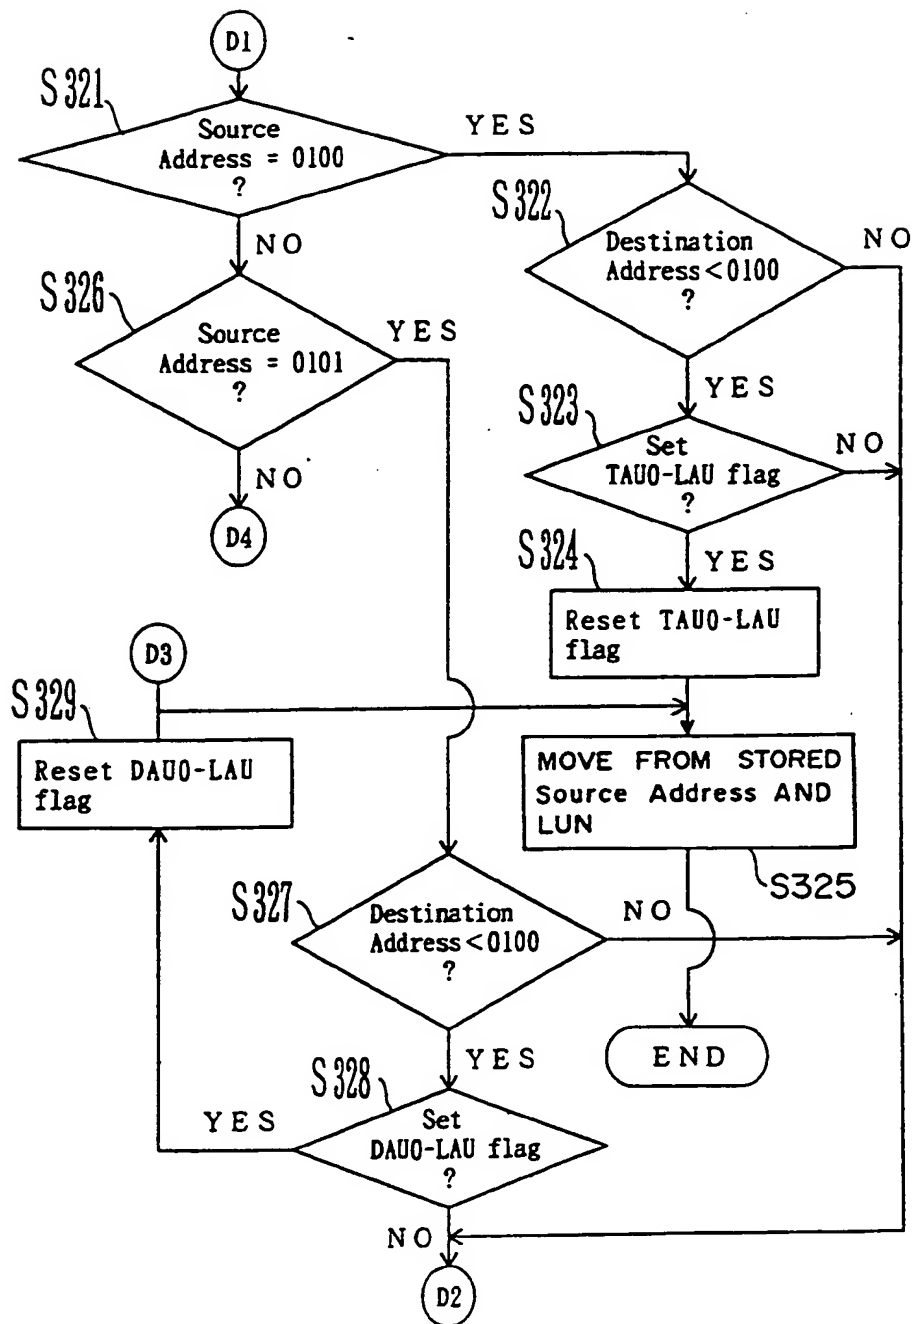 D1
S321
Source
Address = 0100
?
YES
NO
S322
Destination
Address<0100
?
NO
YES
S326
Source
Address = 0101
?
YES
NO
D4
S323
Set
TAU0-LAU flag
?
NO
YES
S324
Reset TAU0-LAU
flag
D3
S329
Reset DAU0-LAU
flag
MOVE FROM STORED
Source Address AND
LUN
S325
S327
Destination
Address<0100
?
NO
YES
END
S328
Set
DAU0-LAU flag
?
YES
NO
D2